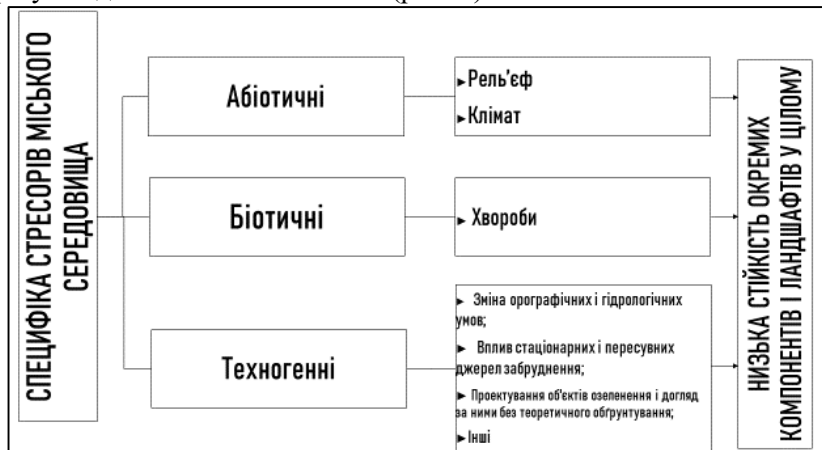 СПЕЦИФІКА СТРЕСОРІВ МІСЬКОГО
СЕРЕДОВИЩА
Абіотичні
►Рель’єф
►Клімат
Біотичні
► Хвороби
Техногенні
► Зміна орографічних і гідрологічних
умов;
► Вплив стаціонарних і пересувних
джерел забруднення;
► Проектування об’єктів озеленення і догляд
за ними без теоретичного обґрунтування;
►Інші
НИЗЬКА СТІЙКІСТЬ ОКРЕМИХ
КОМПОНЕНТІВ І ЛАНДШАФТІВ У ЦІЛОМУ